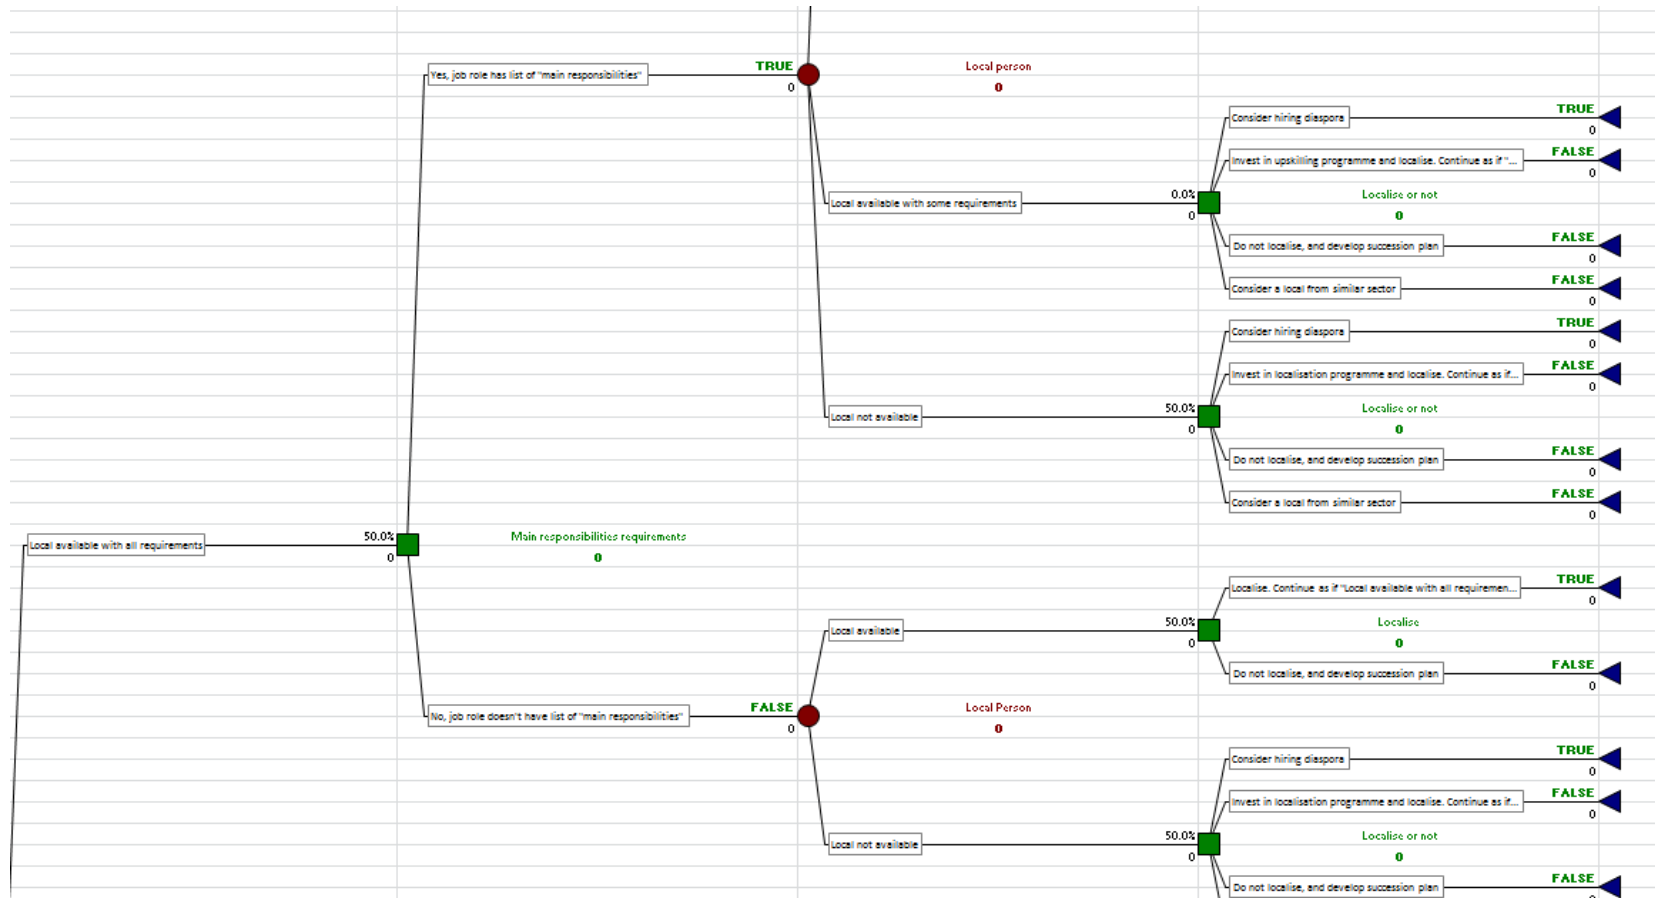 Yes, job role has list of "main responsibilities"
TRUE
0
Local person
0
Consider hiring diaspora
TRUE
0
Invest in upskilling programme and localise. Continue as if "...
FALSE
0
Local available with some requirements
0.0%
0
Localise or not
0
Do not localise, and develop succession plan
FALSE
0
Consider a local from similar sector
FALSE
0
Consider hiring diaspora
TRUE
0
Invest in localisation programme and localise. Continue as if...
FALSE
0
Local not available
50.0%
0
Localise or not
0
Do not localise, and develop succession plan
FALSE
0
Consider a local from similar sector
FALSE
0
Local available with all requirements
50.0%
0
Main responsibilities requirements
0
Localise. Continue as if "Local available with all requiremen...
TRUE
0
Local available
50.0%
0
Localise
0
Do not localise, and develop succession plan
FALSE
0
No, job role doesn't have list of "main responsibilities"
FALSE
0
Local Person
0
Consider hiring diaspora
TRUE
0
Invest in localisation programme and localise. Continue as if...
FALSE
0
Local not available
50.0%
0
Localise or not
0
Do not localise, and develop succession plan
FALSE